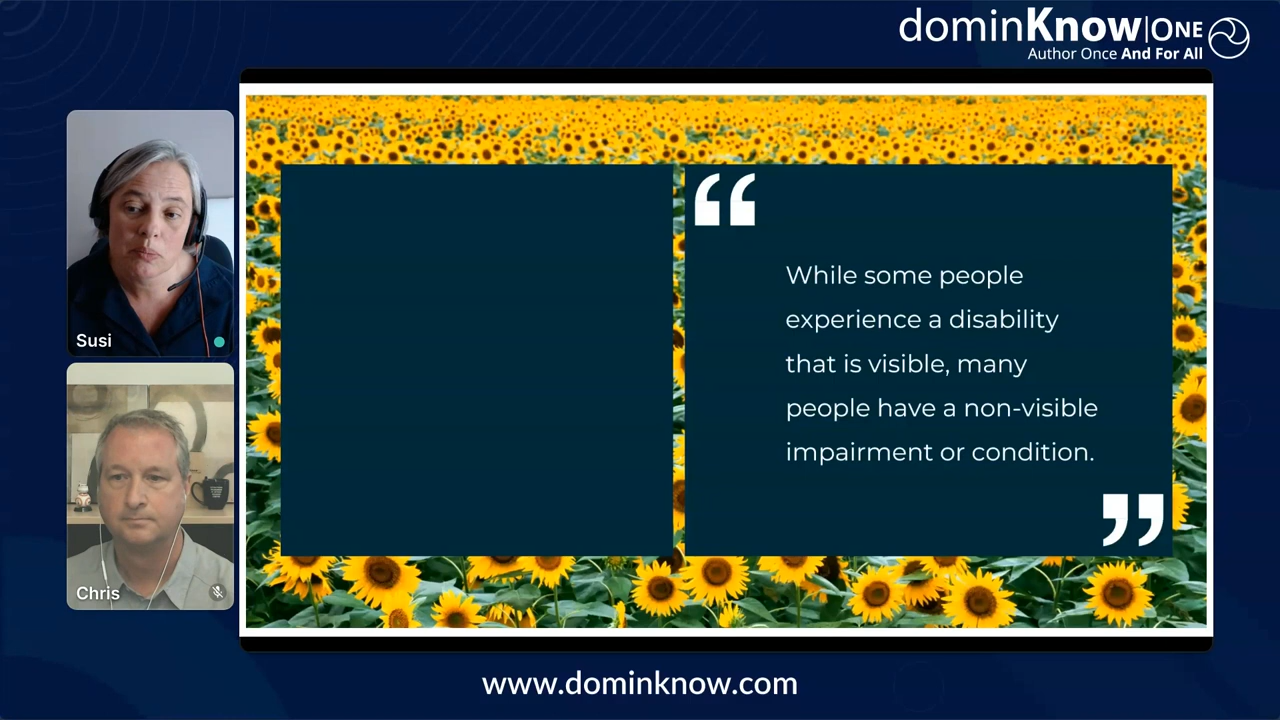 dominKnow|ONE
Author Once And For All
Susi
Chris
“
While some people
experience a disability
that is visible, many
people have a non-visible
impairment or condition.
”
www.dominknow.com